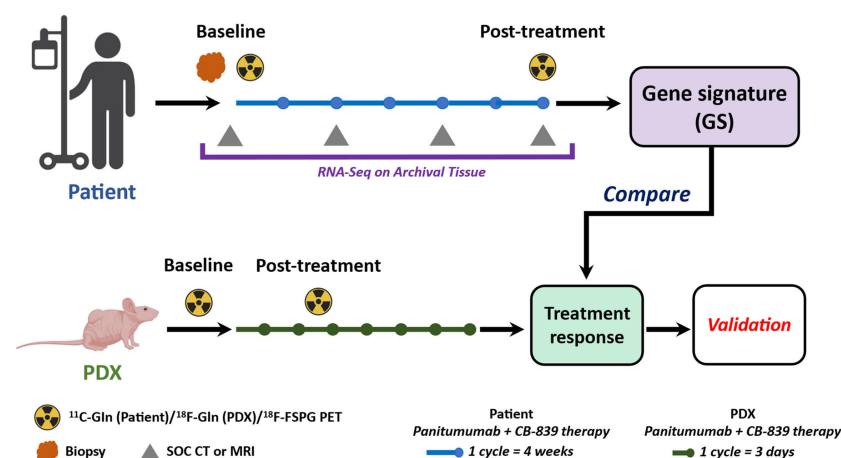 Baseline
Post-treatment
Gene signature
(GS)
RNA-Seq on Archival Tissue
Patient
Compare
Baseline
Post-treatment
Treatment
response
Validation
PDX
¹¹C-Gln (Patient)/¹⁸F-Gln (PDX)/¹⁸F-FSPG PET
Biopsy
SOC CT or MRI
Patient
Panitumumab + CB-839 therapy
1 cycle = 4 weeks
PDX
Panitumumab + CB-839 therapy
1 cycle = 3 days